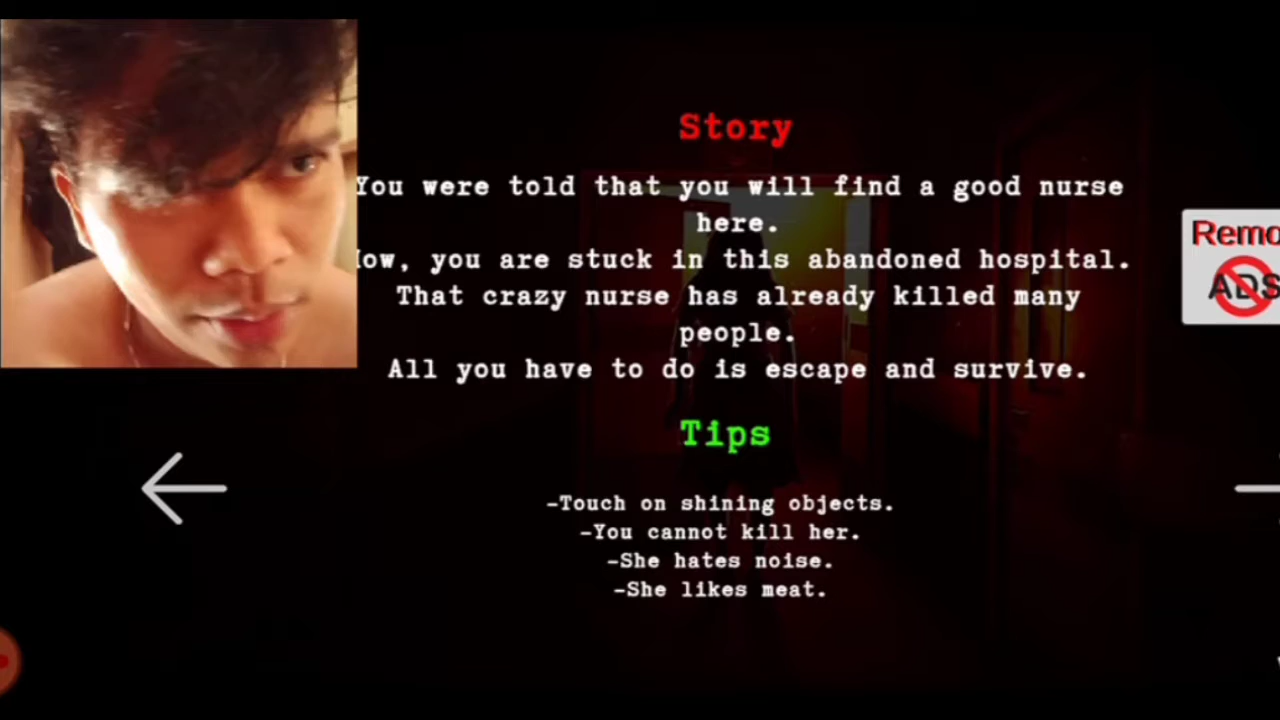 Story
You were told that you will find a good nurse
here.
you are stuck in this abandoned hospital.
That crazy nurse has already killed many
people.
All you have to do is escape and survive.
Remo
ADS
Tips
-Touch on shining objects.
-You cannot kill her.
-She hates noise.
-She likes meat.